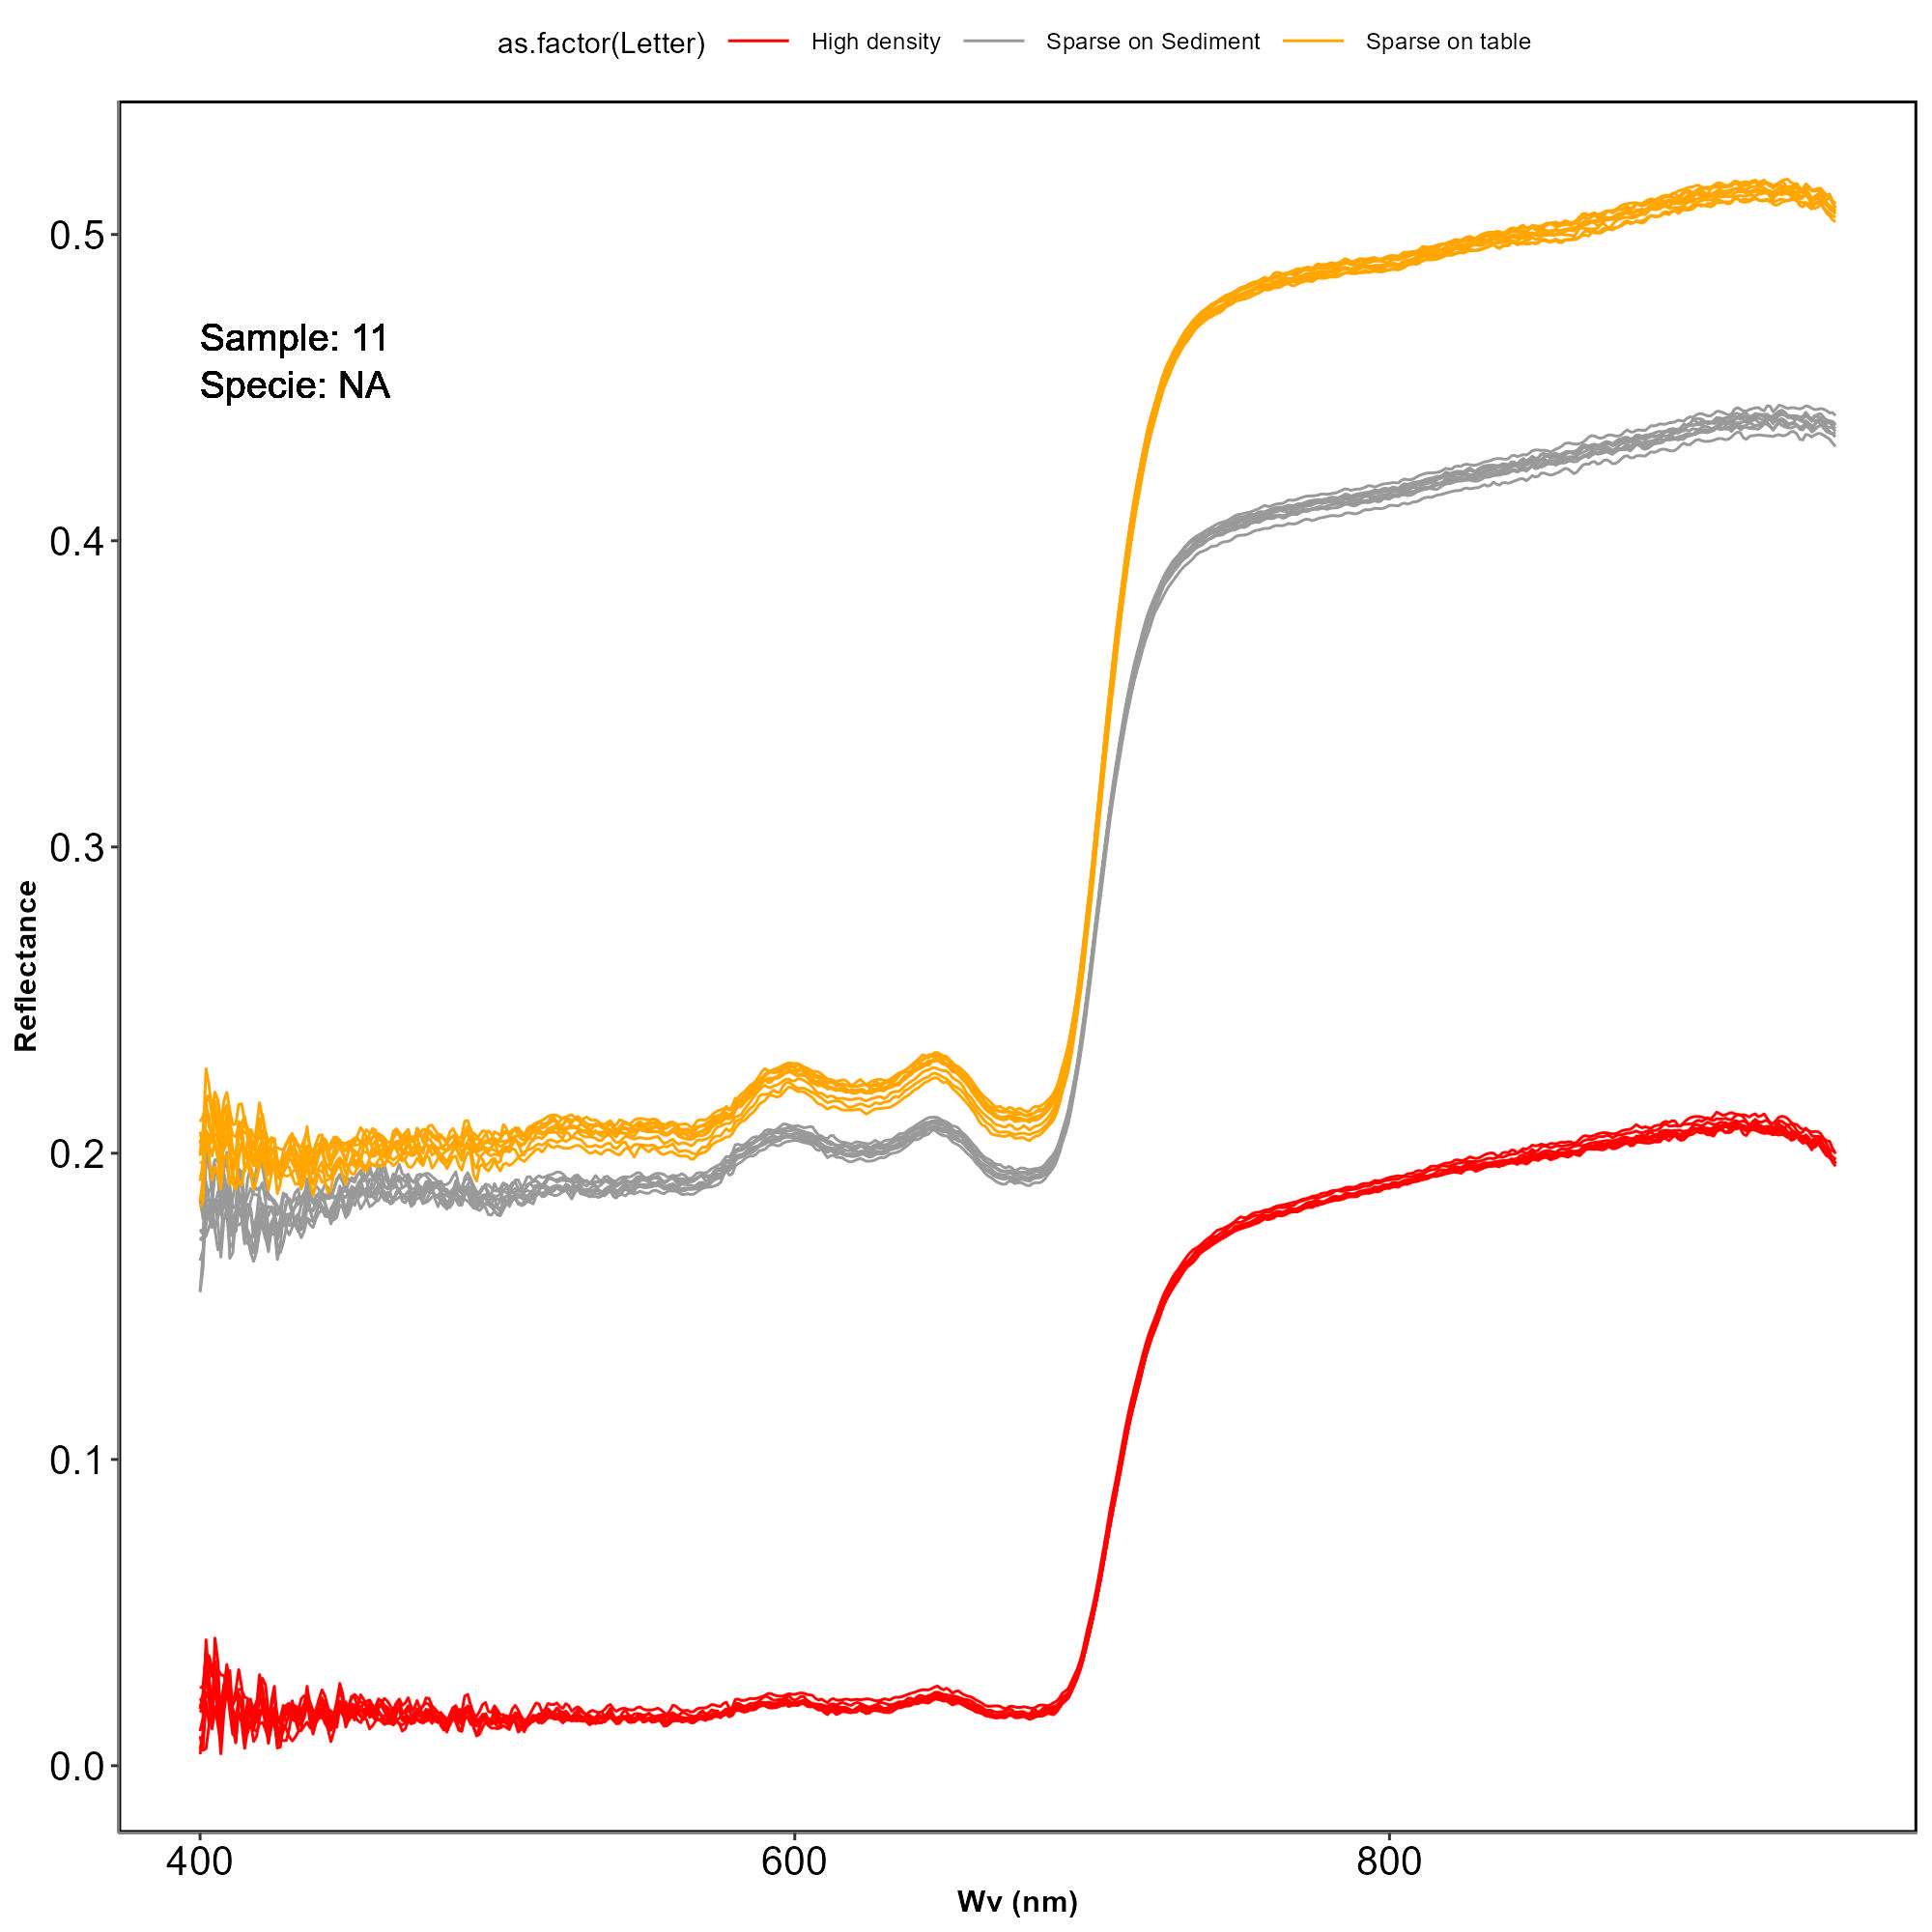 as.factor(Letter) High density Sparse on Sediment Sparse on table
Sample: 11
Specie: NA
0.5
0.4
0.3
0.2
0.1
0.0
Reflectance
400 600 800
Wv (nm)